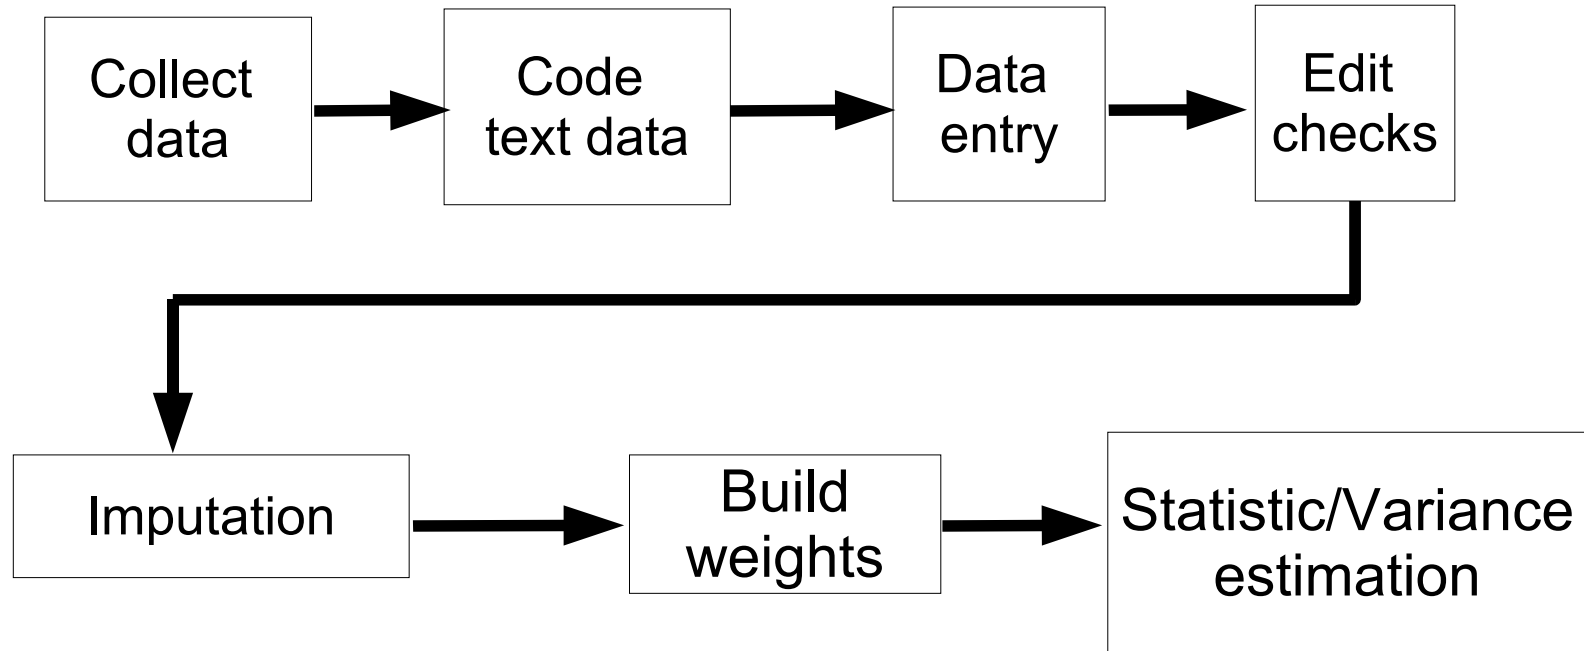 Collect
data
Code
text data
Data
entry
Edit
checks
Imputation
Build
weights
Statistic/Variance
estimation